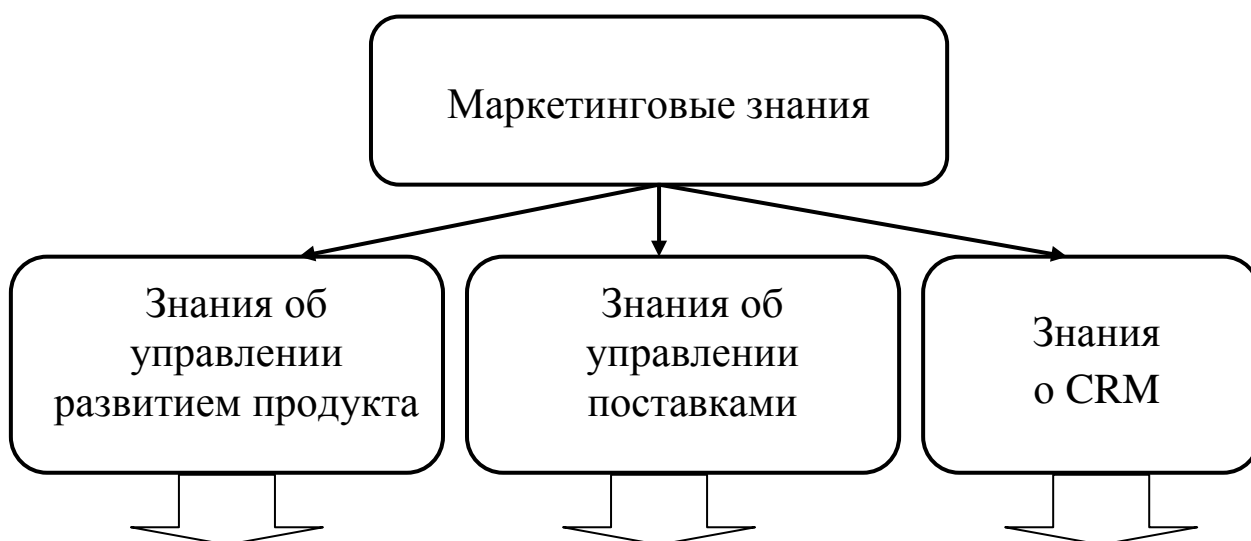 Маркетинговые знания
Знания об
управлении
развитием продукта
Знания об
управлении
поставками
Знания
о CRM